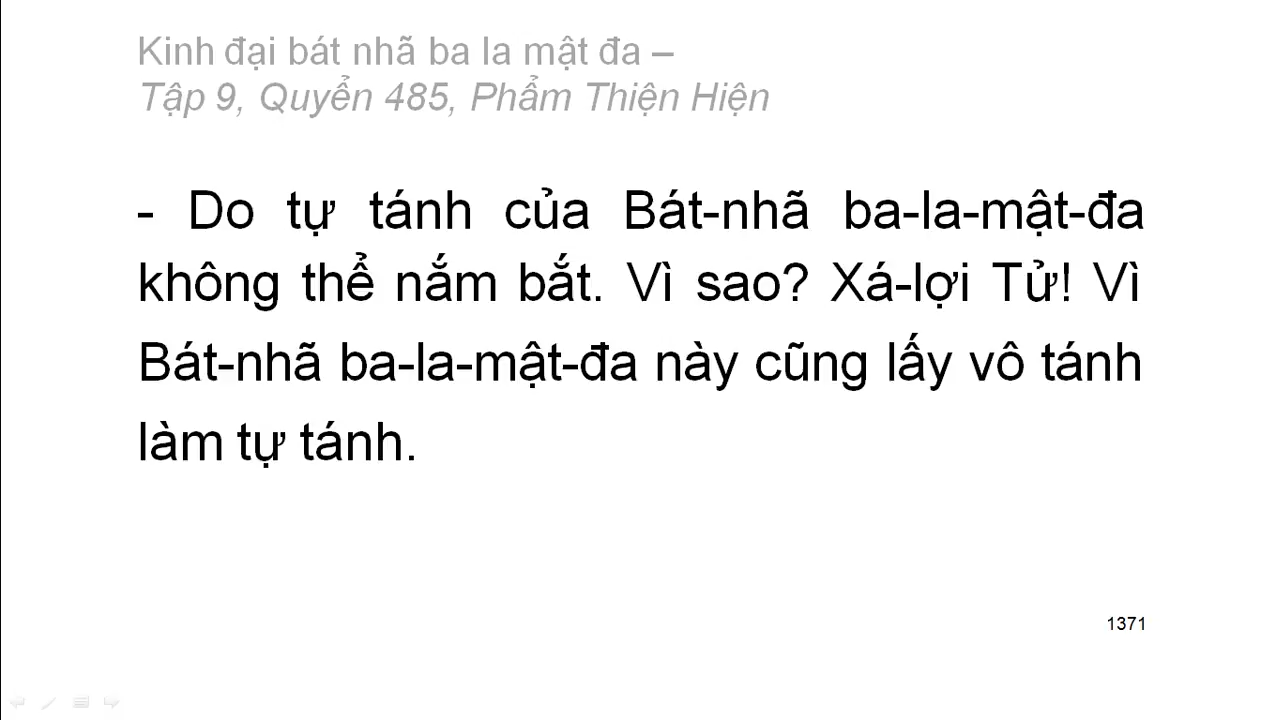 Kinh đại bát nhã ba la mật đa –
Tập 9, Quyển 485, Phẩm Thiện Hiện
- Do tự tánh của Bát-nhã ba-la-mật-đa
không thể nắm bắt. Vì sao? Xá-lợi Tử! Vì
Bát-nhã ba-la-mật-đa này cũng lấy vô tánh
làm tự tánh.
1371